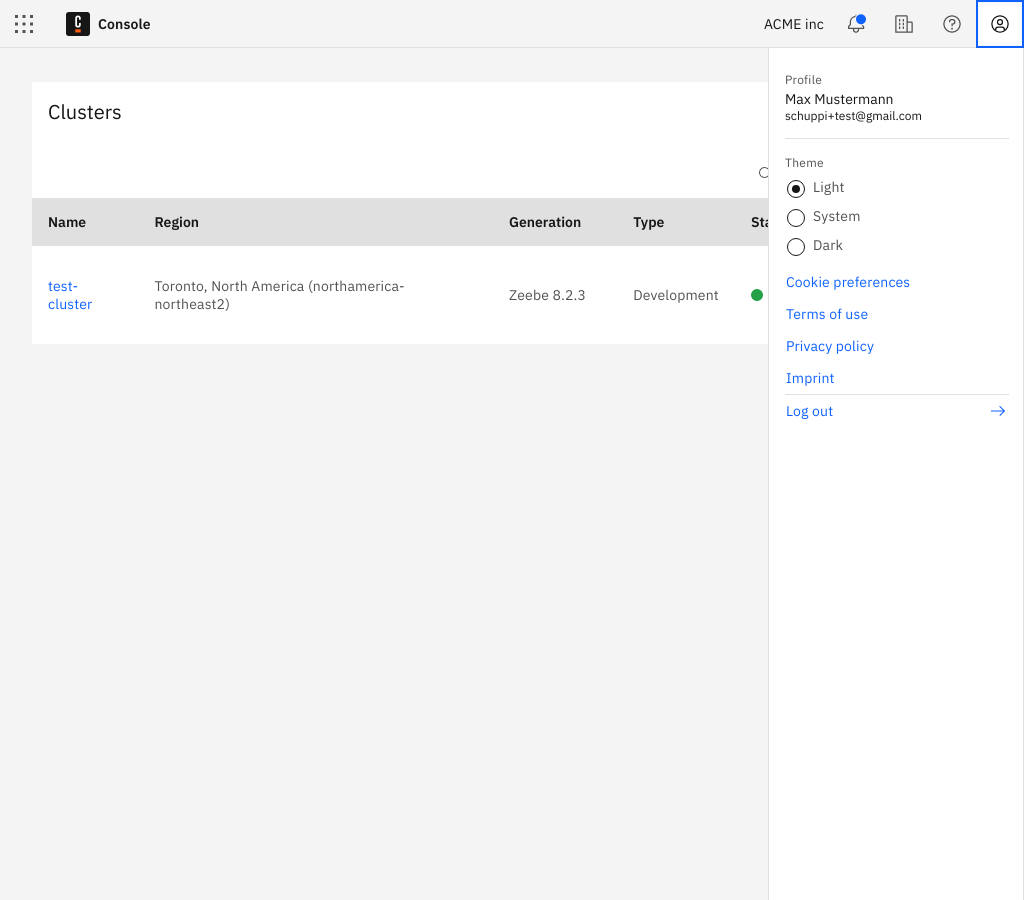 Console
ACME inc
Clusters
Name Region Generation Type
test-
cluster
Toronto, North America (northamerica-
northeast2)
Zeebe 8.2.3
Development
Profile
Max Mustermann
schuppi+test@gmail.com
Theme
Light
System
Dark
Cookie preferences
Terms of use
Privacy policy
Imprint
Log out